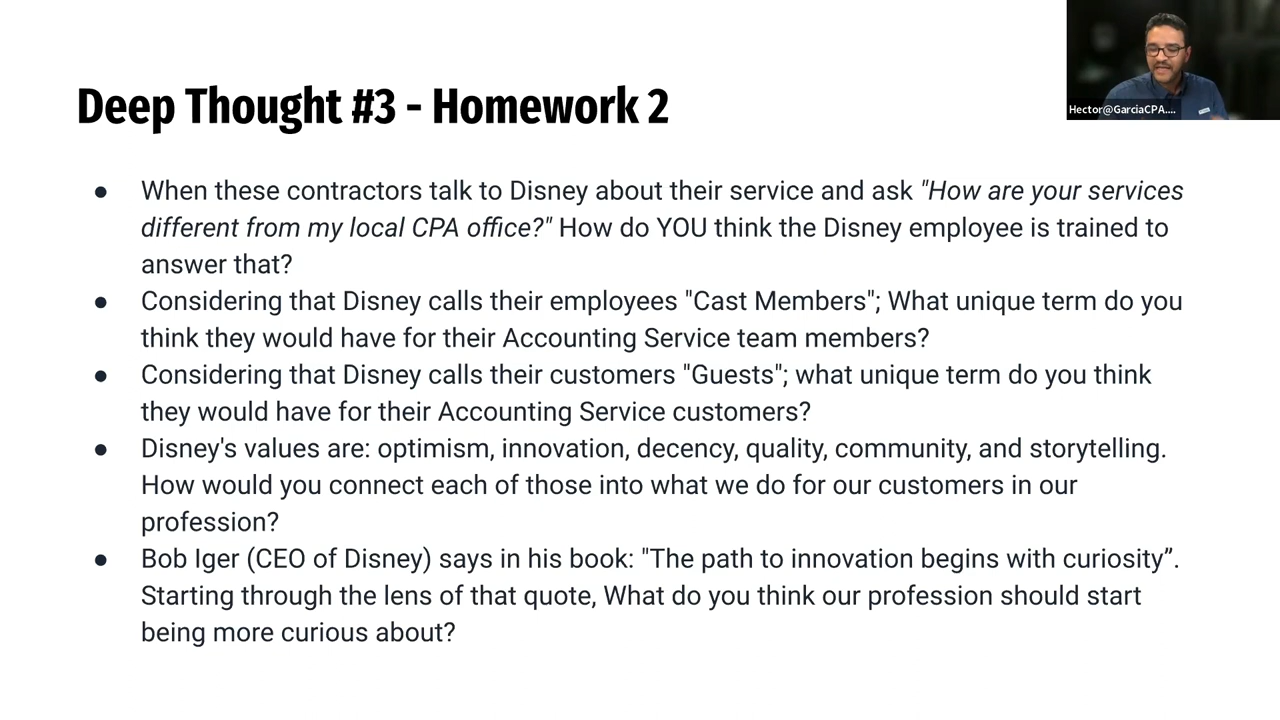 Hector@GarciaCPA....
Deep Thought #3 - Homework 2
● When these contractors talk to Disney about their service and ask "How are your services
different from my local CPA office?" How do YOU think the Disney employee is trained to
answer that?
● Considering that Disney calls their employees "Cast Members"; What unique term do you
think they would have for their Accounting Service team members?
● Considering that Disney calls their customers "Guests"; what unique term do you think
they would have for their Accounting Service customers?
● Disney's values are: optimism, innovation, decency, quality, community, and storytelling.
How would you connect each of those into what we do for our customers in our
profession?
● Bob Iger (CEO of Disney) says in his book: "The path to innovation begins with curiosity”.
Starting through the lens of that quote, What do you think our profession should start
being more curious about?